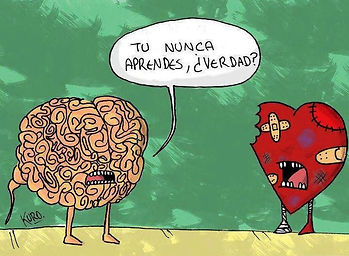 TU NUNCA
APRENDES, ¿VERDAD?
KURO.